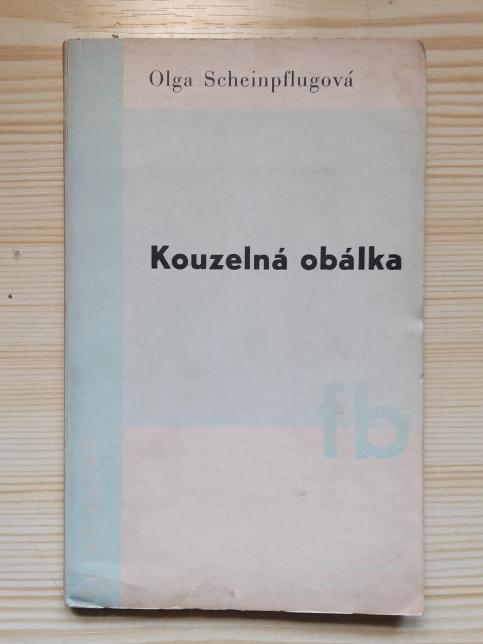 Olga Scheinpflugová
Kouzelná obálka
fb